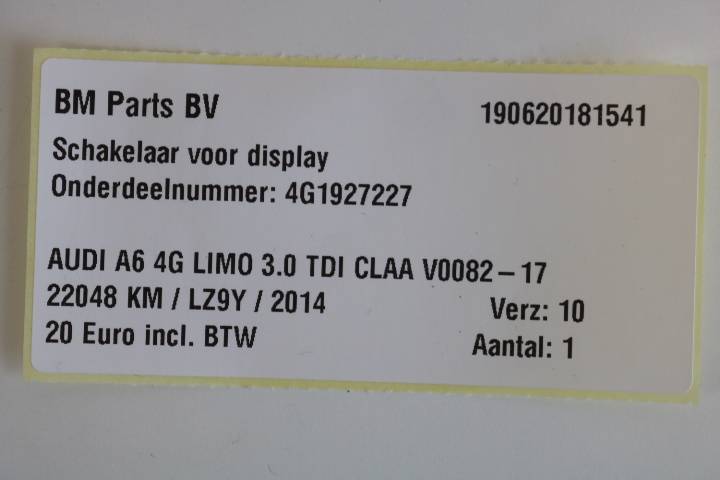 BM Parts BV 190620181541
Schakelaar voor display
Onderdeelnummer: 4G1927227
AUDI A6 4G LIMO 3.0 TDI CLAA V0082 – 17
22048 KM / LZ9Y / 2014 Verz: 10
20 Euro incl. BTW Aantal: 1